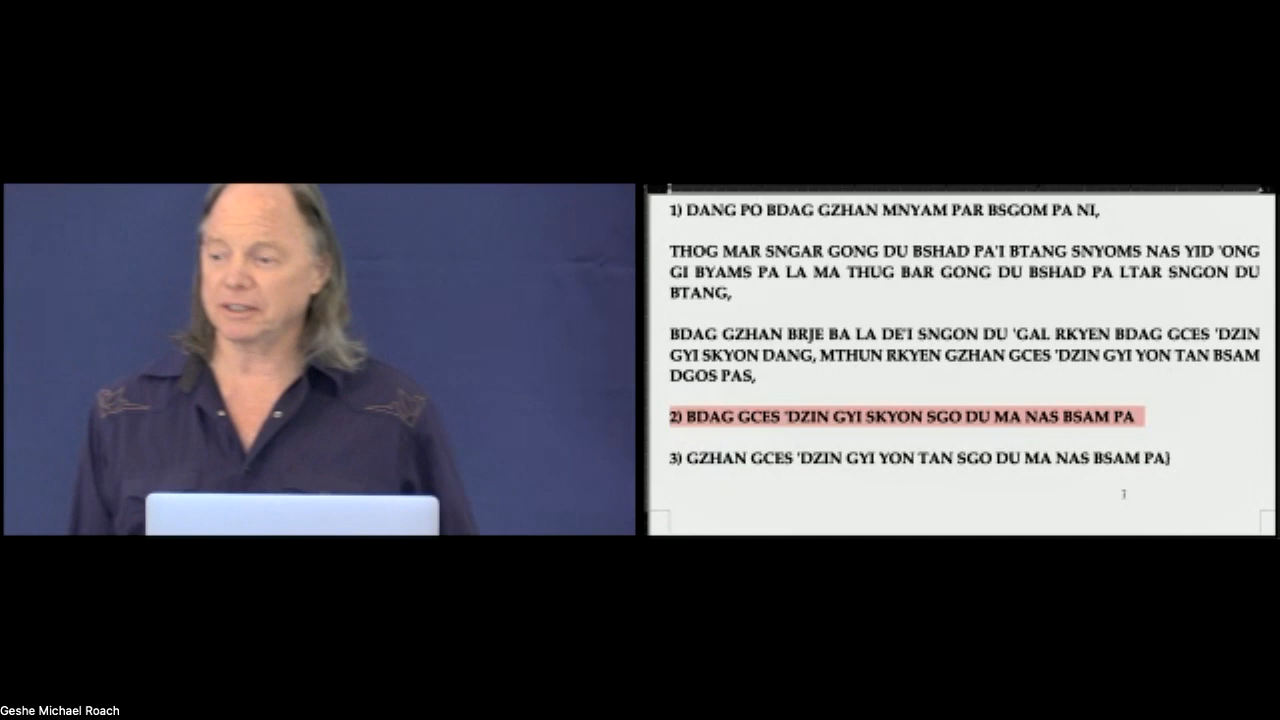 1) DANG PO BDAG GZHAN MNYAM PAR BSGOM PA NI,
THOG MAR SNGAR GONG DU BSHAD PA'I BTANG SNYOMS NAS YID 'ONG
GI BYAMS PA LA MA THUG BAR GONG DU BSHAD PA LTAR SNGON DU
BTANG,
BDAG GZHAN BRJE BA LA DE'I SNGON DU 'GAL RKYEN BDAG GCES 'DZIN
GYI SKYON DANG, MTHUN RKYEN GZHAN GCES 'DZIN GYI YON TAN BSAM
DGOS PAS,
2) BDAG GCES 'DZIN GYI SKYON SGO DU MA NAS BSAM PA
3) GZHAN GCES 'DZIN GYI YON TAN SGO DU MA NAS BSAM PA}
Geshe Michael Roach